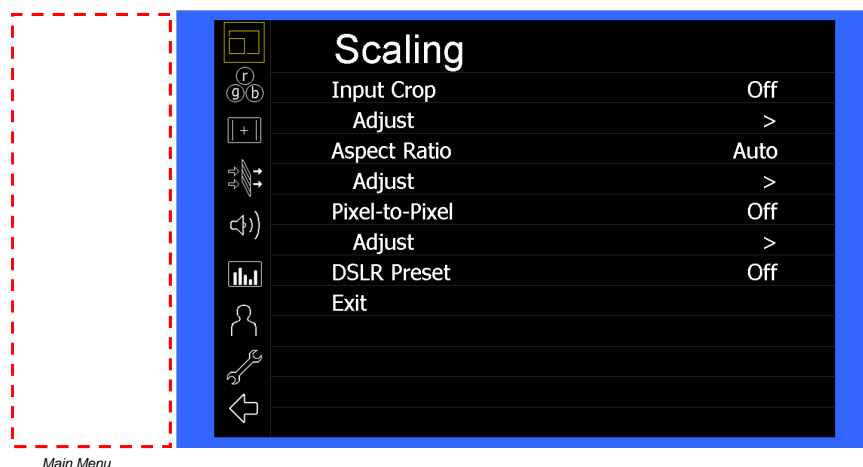 Scaling
r
g b
Input Crop Off
Adjust >
Aspect Ratio Auto
Adjust >
Pixel-to-Pixel Off
Adjust >
DSLR Preset Off
Exit
Main Menu